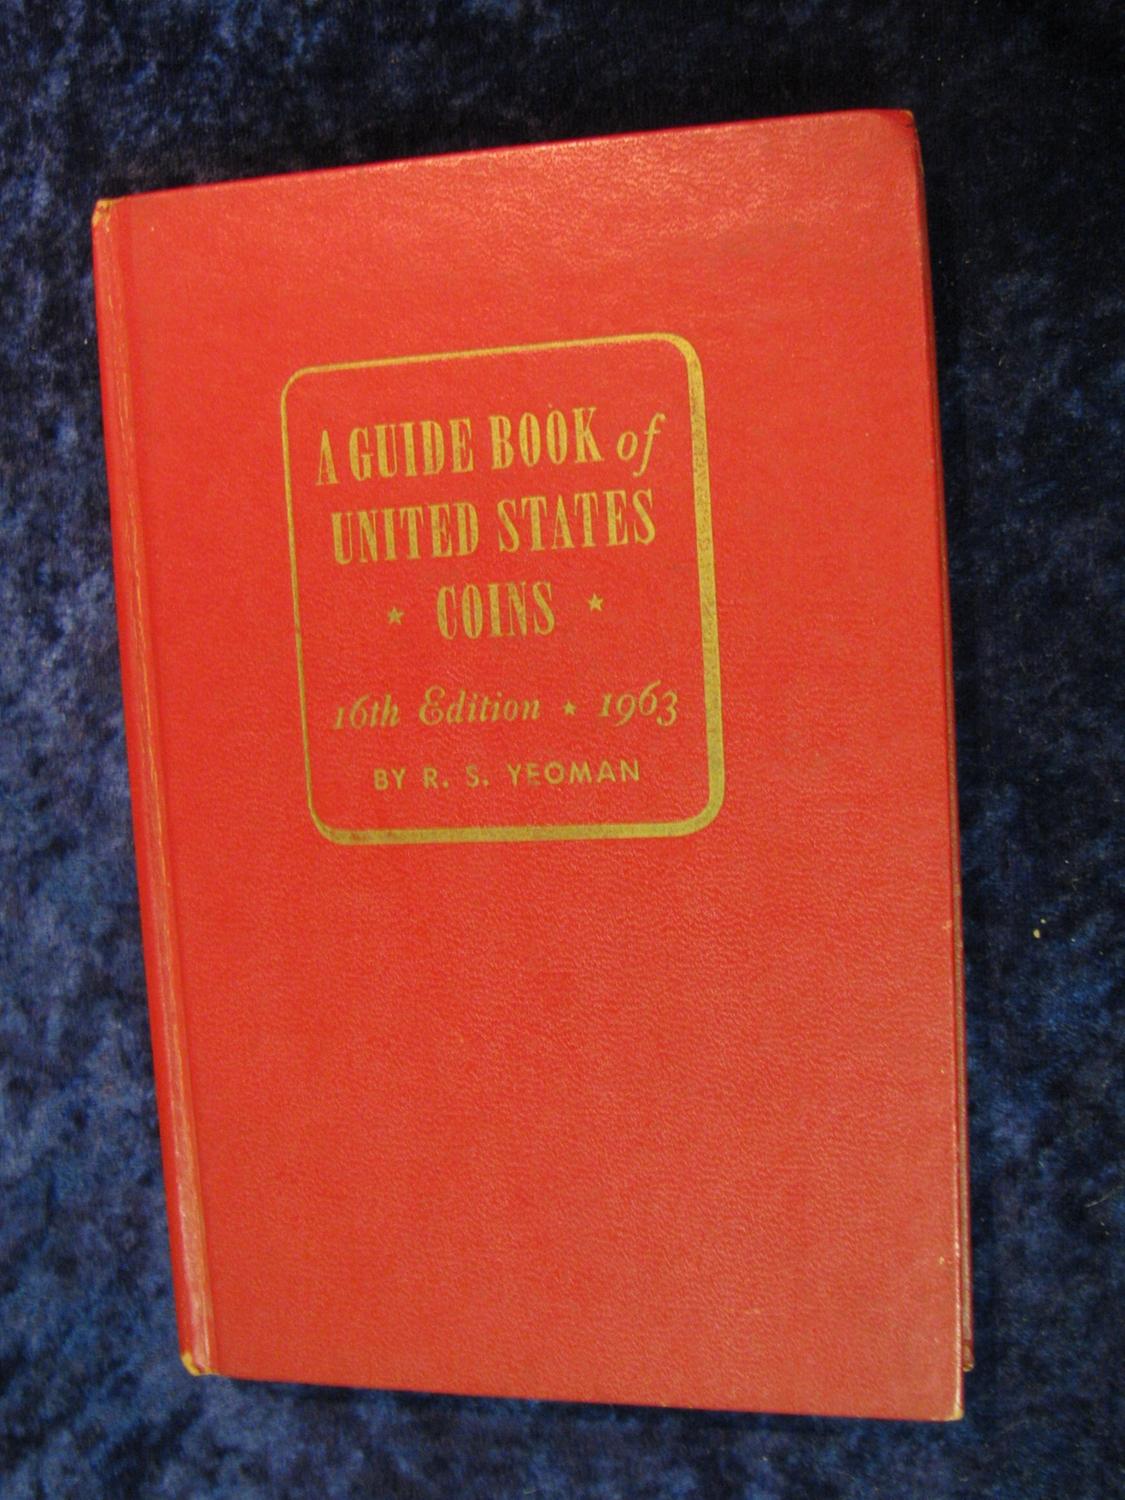 A GUIDE BOOK of
UNITED STATES
★ COINS ★
16th Edition ★ 1963
BY R. S. YEOMAN